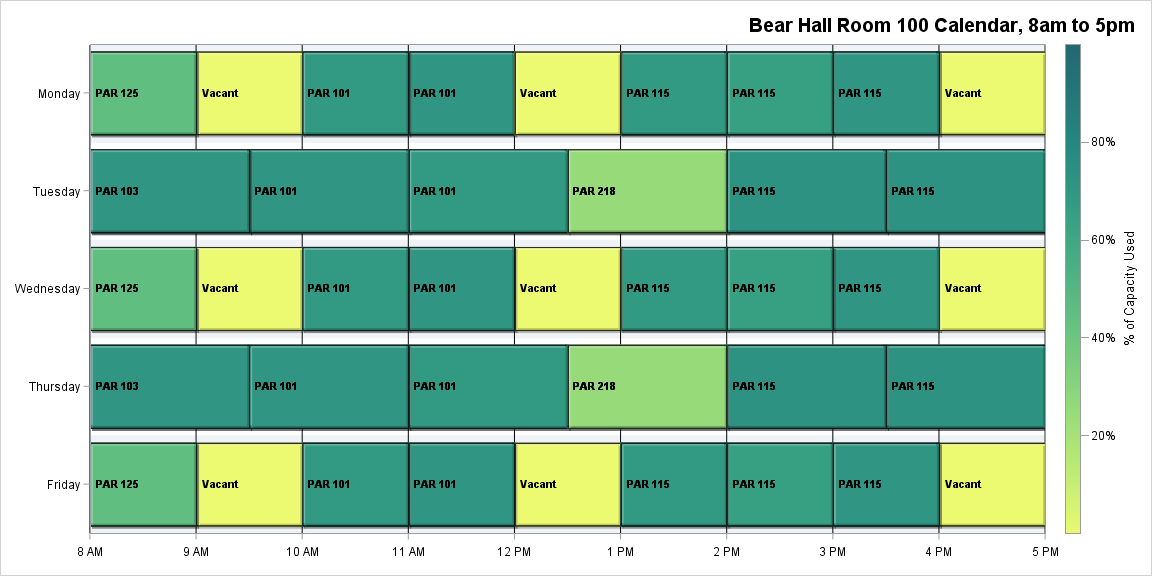 Bear Hall Room 100 Calendar, 8am to 5pm
Monday
PAR 125
Vacant
PAR 101
PAR 101
Vacant
PAR 115
PAR 115
PAR 115
Vacant
Tuesday
PAR 103
PAR 101
PAR 101
PAR 218
PAR 115
PAR 115
Wednesday
PAR 125
Vacant
PAR 101
PAR 101
Vacant
PAR 115
PAR 115
PAR 115
Vacant
Thursday
PAR 103
PAR 101
PAR 101
PAR 218
PAR 115
PAR 115
Friday
PAR 125
Vacant
PAR 101
PAR 101
Vacant
PAR 115
PAR 115
PAR 115
Vacant
8 AM
9 AM
10 AM
11 AM
12 PM
1 PM
2 PM
3 PM
4 PM
5 PM
80%
60%
40%
20%
% of Capacity Used